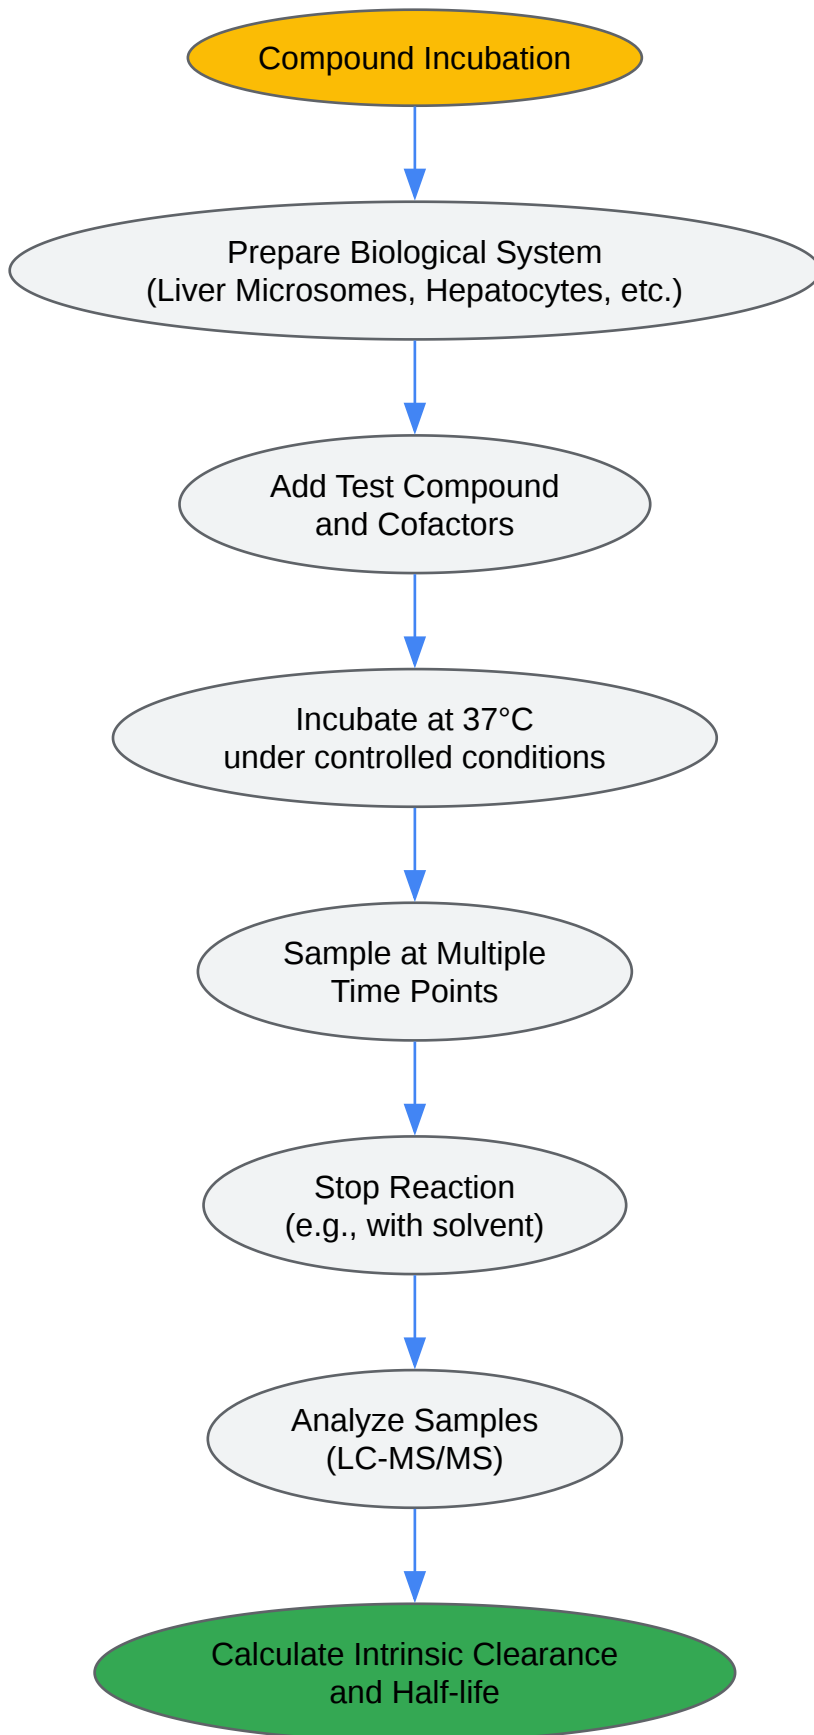 Compound Incubation
Prepare Biological System
(Liver Microsomes, Hepatocytes, etc.)
Add Test Compound
and Cofactors
Incubate at 37°C
under controlled conditions
Sample at Multiple
Time Points
Stop Reaction
(e.g., with solvent)
Analyze Samples
(LC-MS/MS)
Calculate Intrinsic Clearance
and Half-life